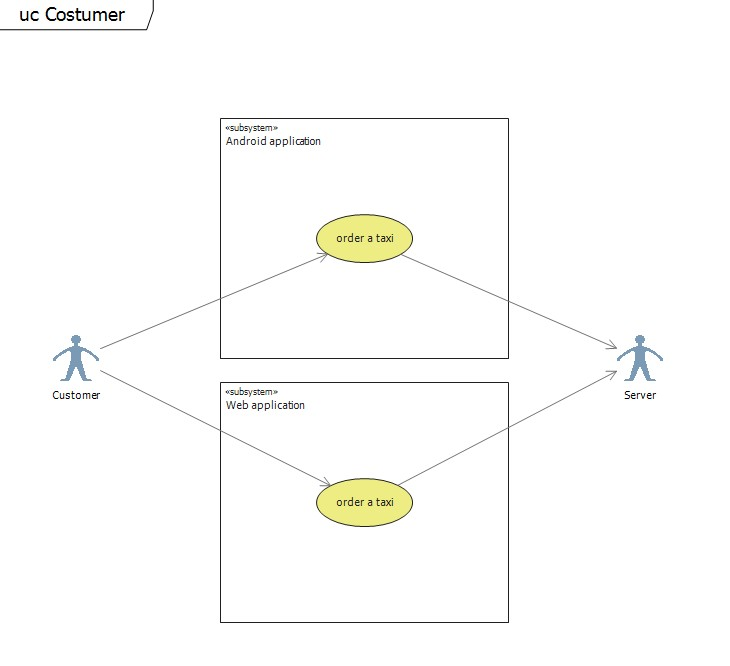 uc Costumer
«subsystem»
Android application
order a taxi
Customer
Server
«subsystem»
Web application
order a taxi